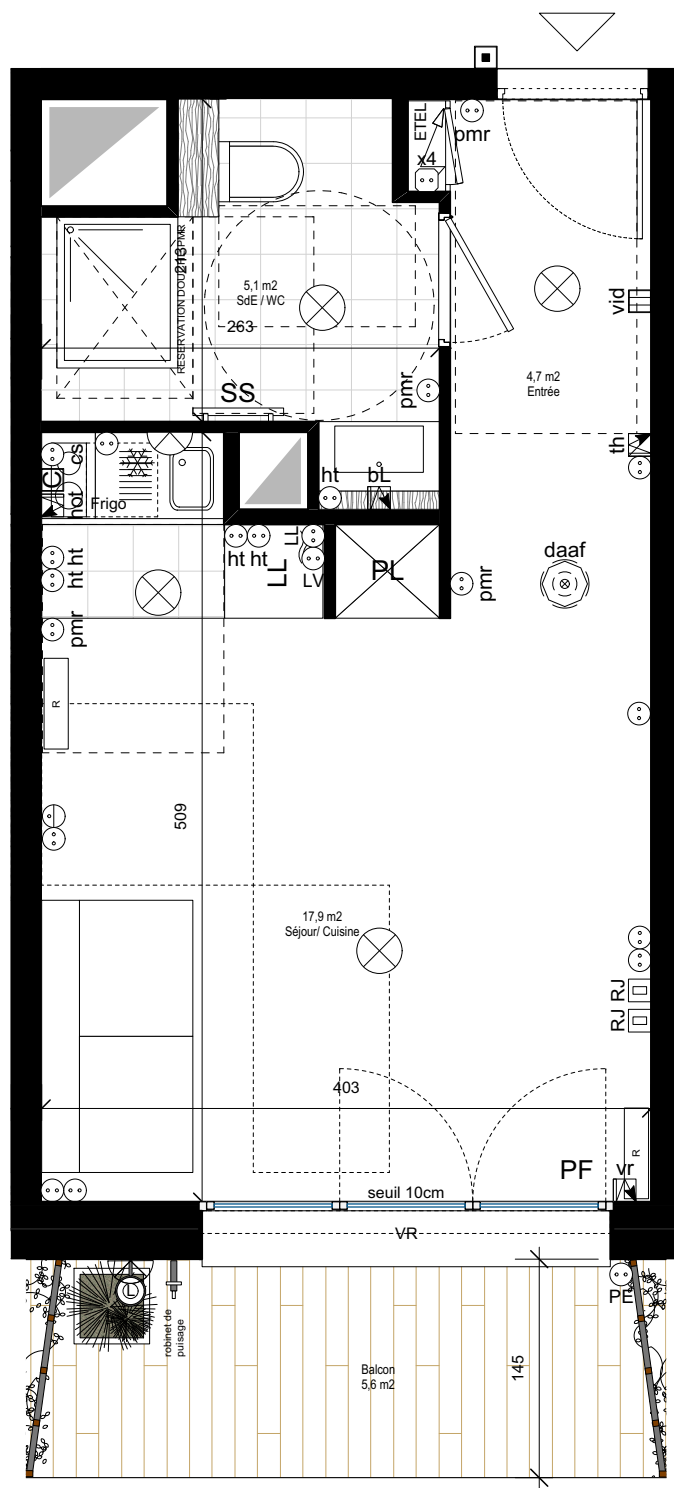 ETEL
pmr
x4
213
RESERVATION DOUCHE PMR
5,1 m2
SdE / WC
263
vid
4,7 m2
Entrée
SS
pmr
th
cs
C
hot
Frigo
ht
bL
ht ht
ht ht
LL
LL
LV
PL
pmr
daaf
pmr
R
509
17,9 m2
Séjour/ Cuisine
RJ
RJ
403
R
PF
vr
seuil 10cm
VR
L
robinet de
puisage
PE
145
Balcon
5,6 m2